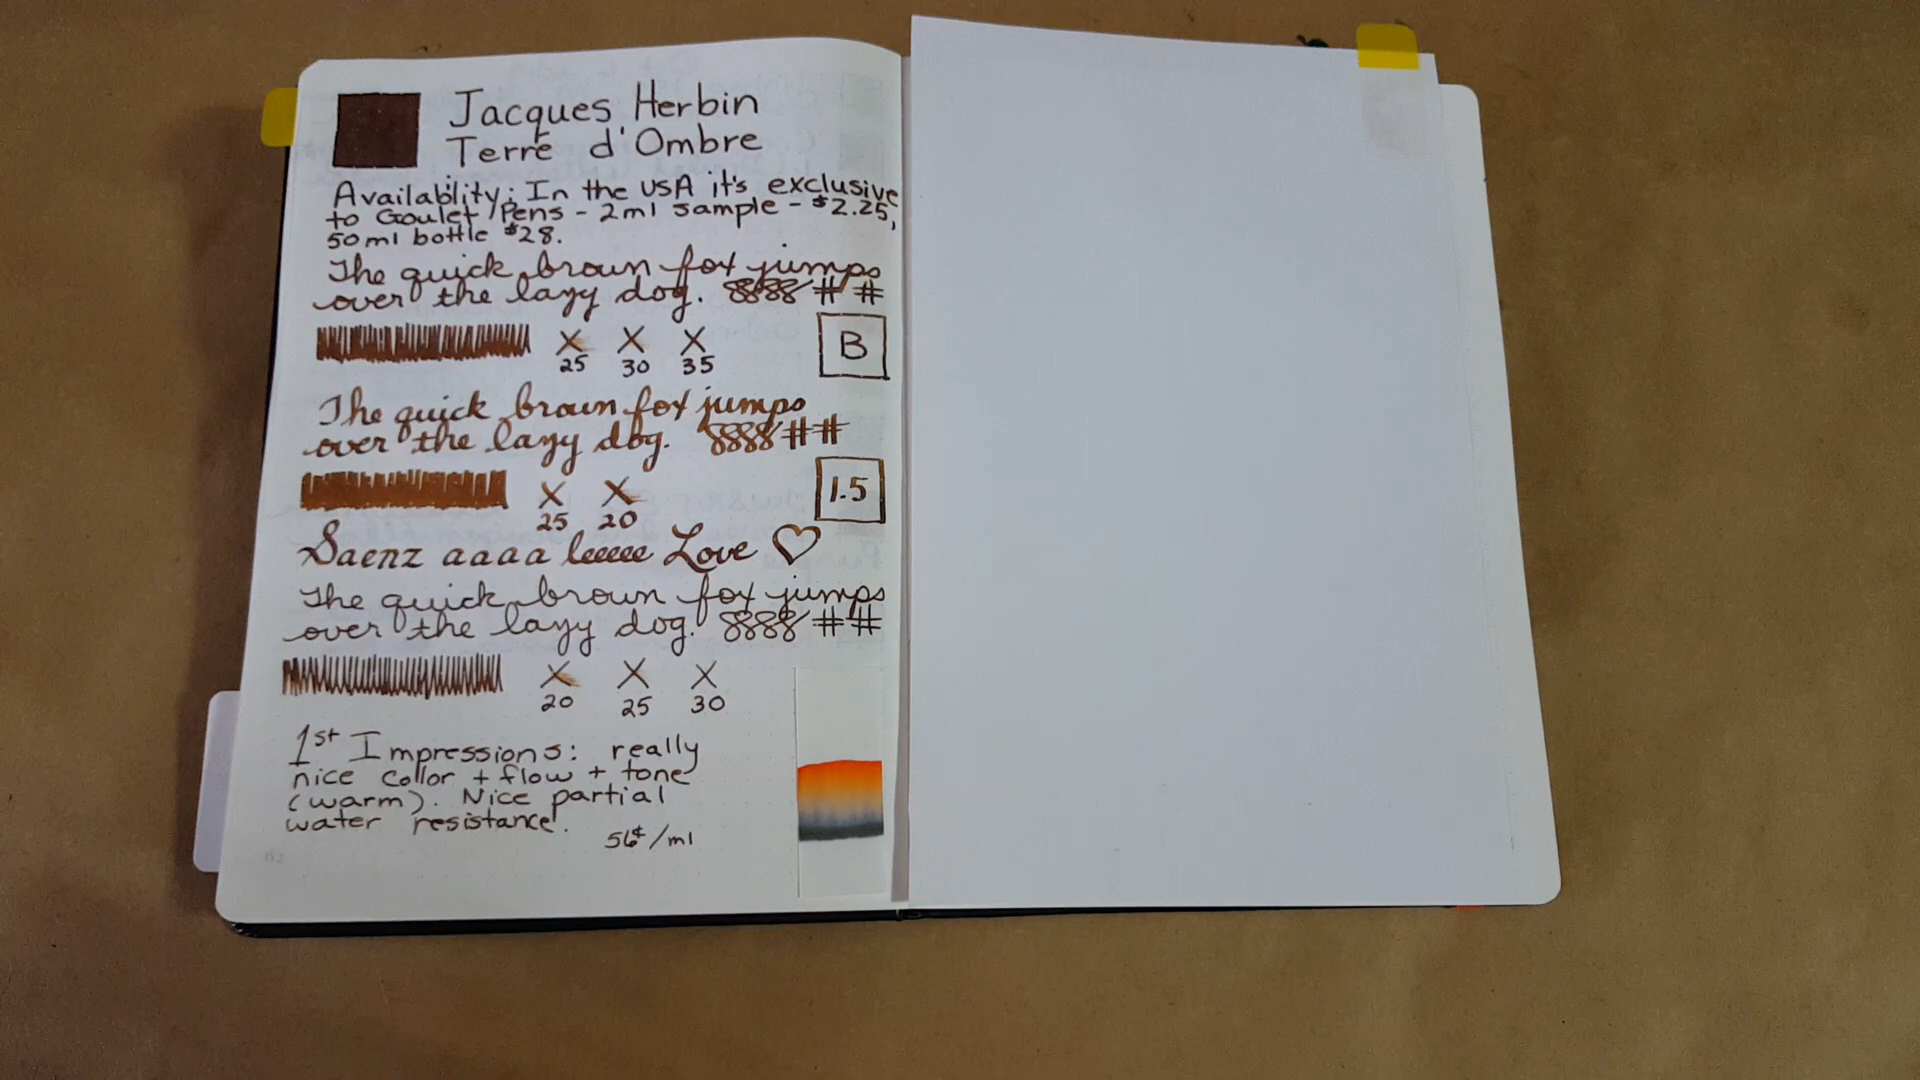 Jacques Herbin
Terre d'Ombre
Availablity: In the USA it's exclusive
to Goulet Pens - 2ml sample - $2.25,
50ml bottle $28.
The quick brown fox jumps
over the lazy dog. 8888 # #
X X X
25 30 35
B
The quick brown fox jumps
over the lazy dog. 8888 # #
X X
25 20
1.5
Saenz aaaa leeeee Love ♡
The quick brown fox jumps
over the lazy dog. 8888 # #
X X X
20 25 30
1st Impressions: really
nice color + flow + tone
(warm). Nice partial
water resistance.
56¢/ml